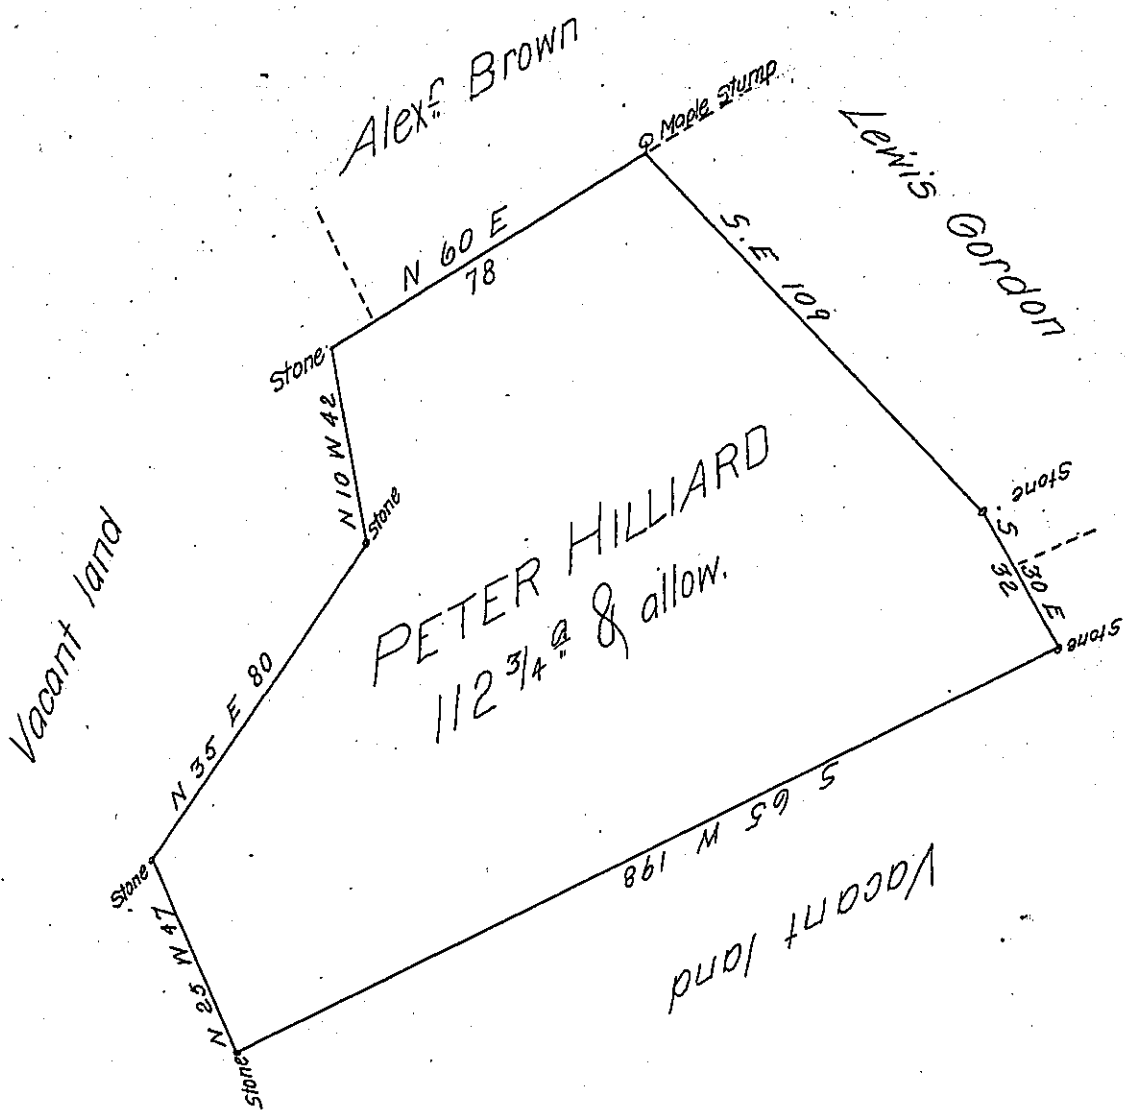 Alexr. Brown
Maple Stump
Lewis Gordon
N 60 E
78
S.E 109
Stone
N 10 W 42
Stone
Stone
S 30 E
32
Stone
PETER HILLIARD
112 3/4 a & allow.
Vacant land
N 35 E 80
S 65 W 198
Stone
N 25 W 47
Vacant land
Stone